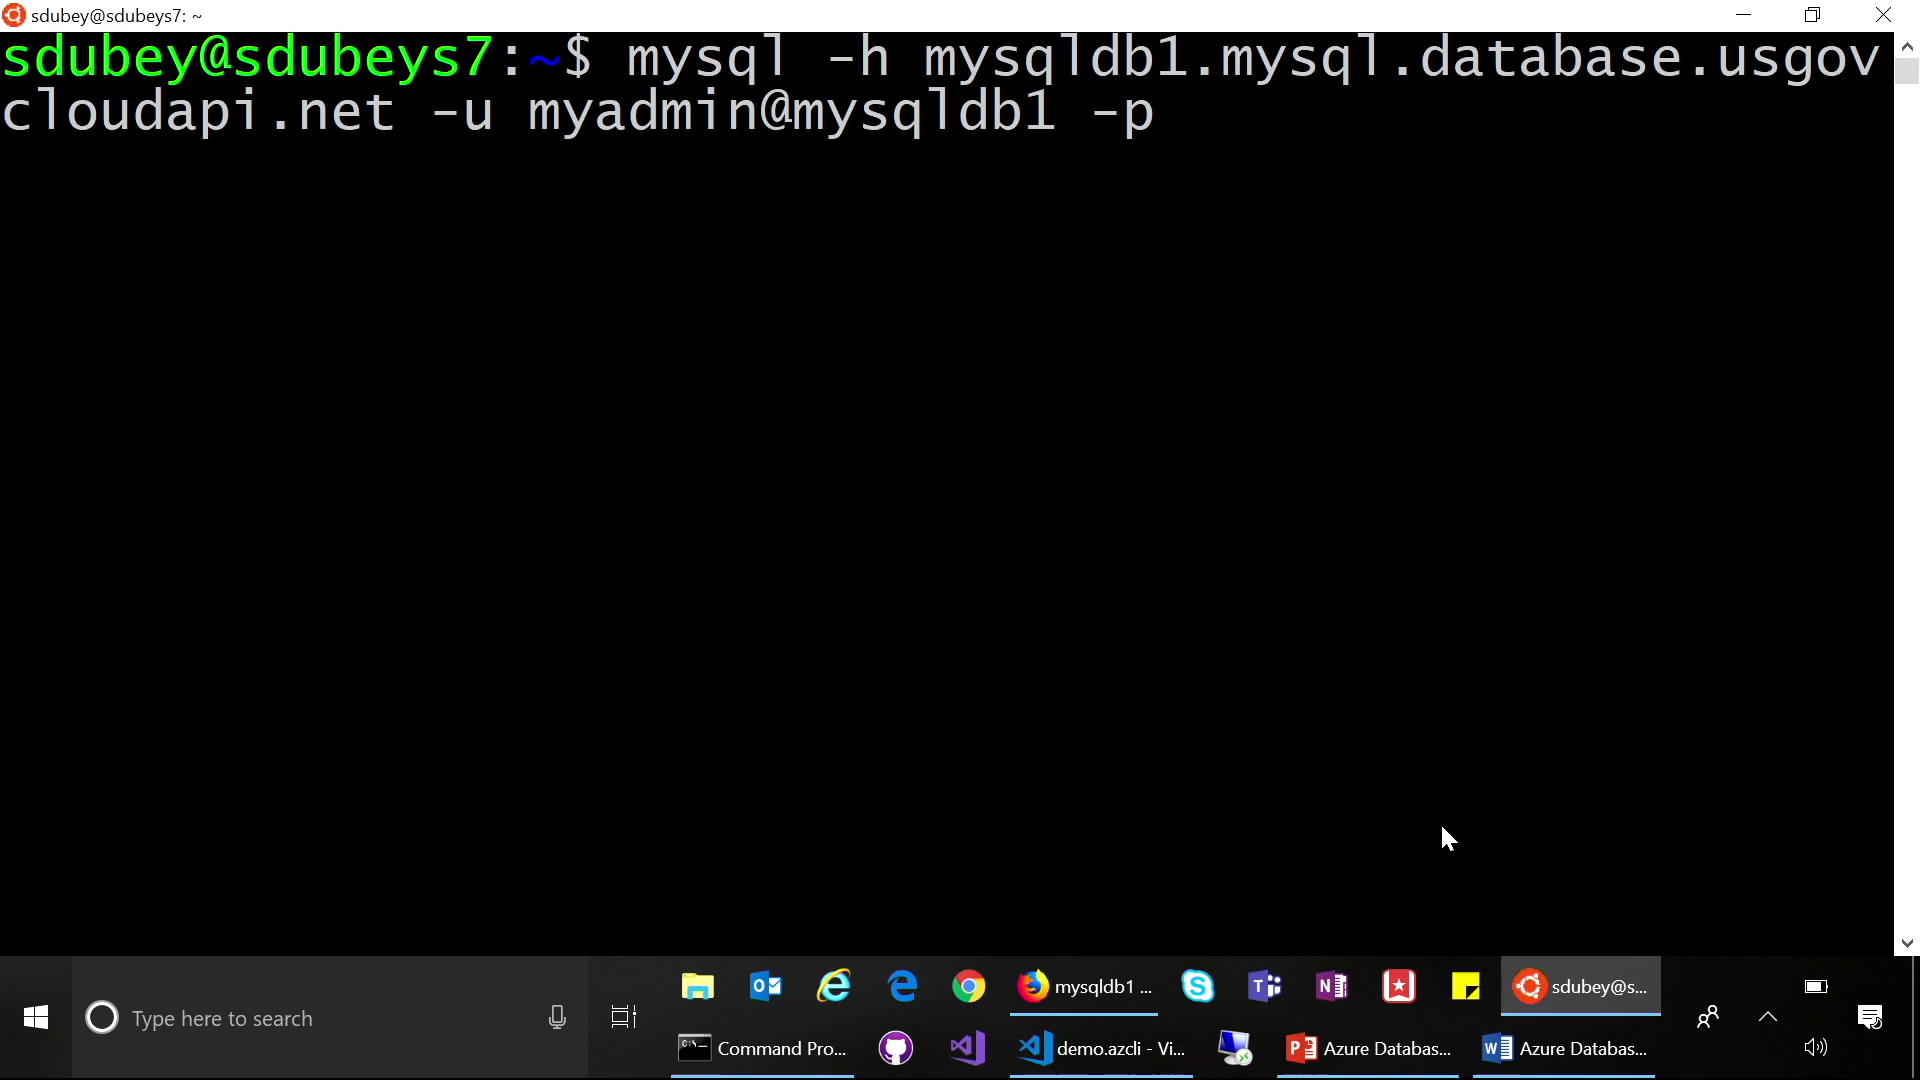 sdubey@sdubeys7: ~
sdubey@sdubeys7:~$ mysql -h mysqldb1.mysql.database.usgov
cloudapi.net -u myadmin@mysqldb1 -p
mysqldb1 ...
sdubey@s...
Type here to search
Command Pro...
demo.azcli - Vi...
Azure Databas...
Azure Databas...